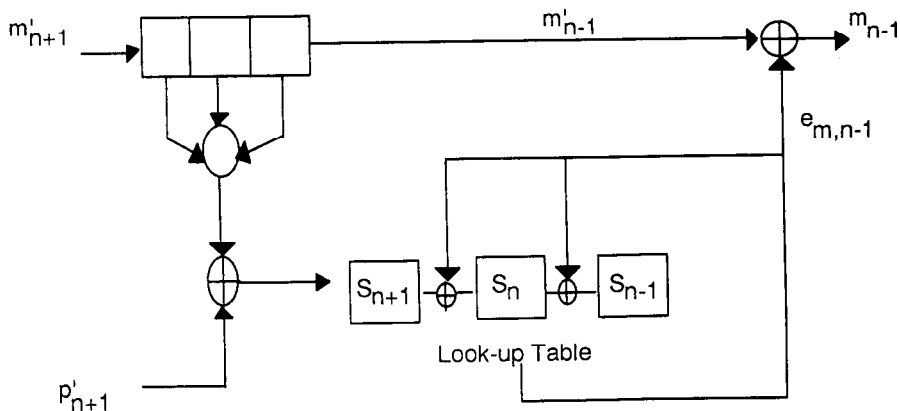 m'n+1
m'n-1
mn-1
em,n-1
Sn+1
Sn
Sn-1
Look-up Table
p'n+1